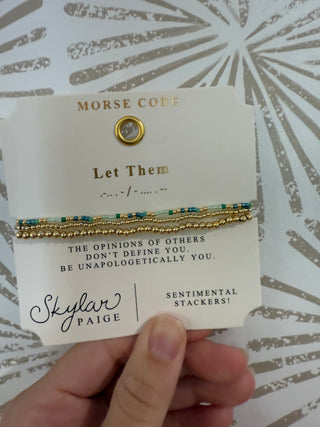 MORSE CODE
Let Them
.-.. . - / - .... . --
THE OPINIONS OF OTHERS
DON'T DEFINE YOU.
BE UNAPOLOGETICALLY YOU.
Skylar
PAIGE
SENTIMENTAL
STACKERS!